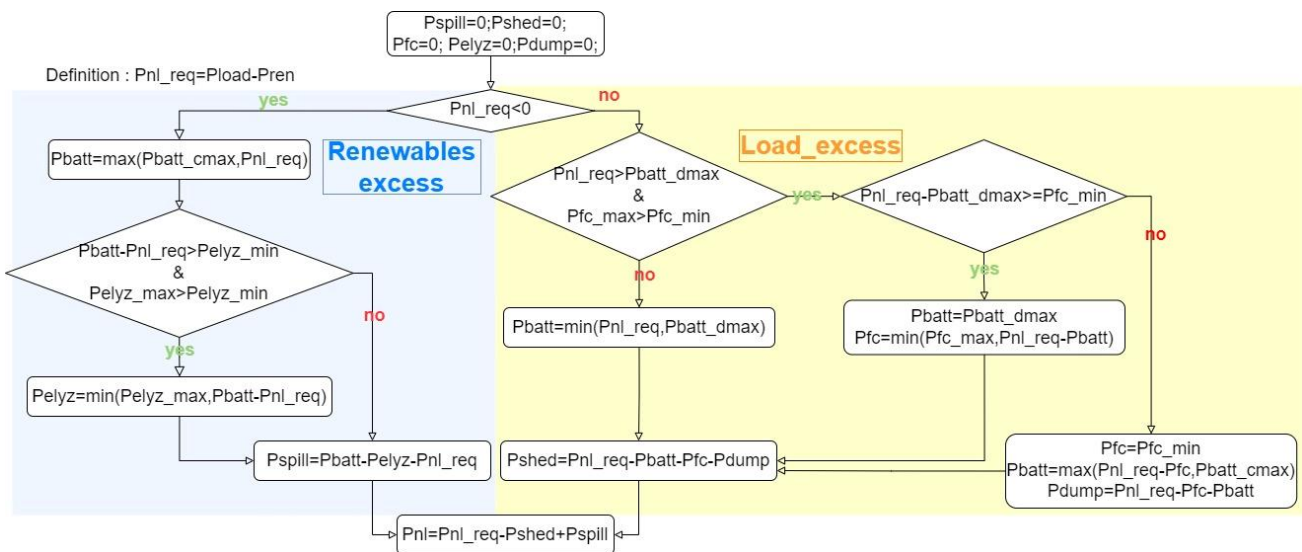 Pspill=0;Pshed=0;
Pfc=0; Pelyz=0;Pdump=0;
Definition : Pnl_req=Pload-Pren
yes
Pnl_req<0
no
Pbatt=max(Pbatt_cmax,Pnl_req)
Renewables
excess
Load_excess
Pnl_req>Pbatt_dmax
&
Pfc_max>Pfc_min
yes
Pnl_req-Pbatt_dmax>=Pfc_min
no
Pbatt-Pnl_req>Pelyz_min
&
Pelyz_max>Pelyz_min
no
yes
no
yes
Pbatt=min(Pnl_req,Pbatt_dmax)
Pbatt=Pbatt_dmax
Pfc=min(Pfc_max,Pnl_req-Pbatt)
Pelyz=min(Pelyz_max,Pbatt-Pnl_req)
Pspill=Pbatt-Pelyz-Pnl_req
Pshed=Pnl_req-Pbatt-Pfc-Pdump
Pfc=Pfc_min
Pbatt=max(Pnl_req-Pfc,Pbatt_cmax)
Pdump=Pnl_req-Pfc-Pbatt
Pnl=Pnl_req-Pshed+Pspill